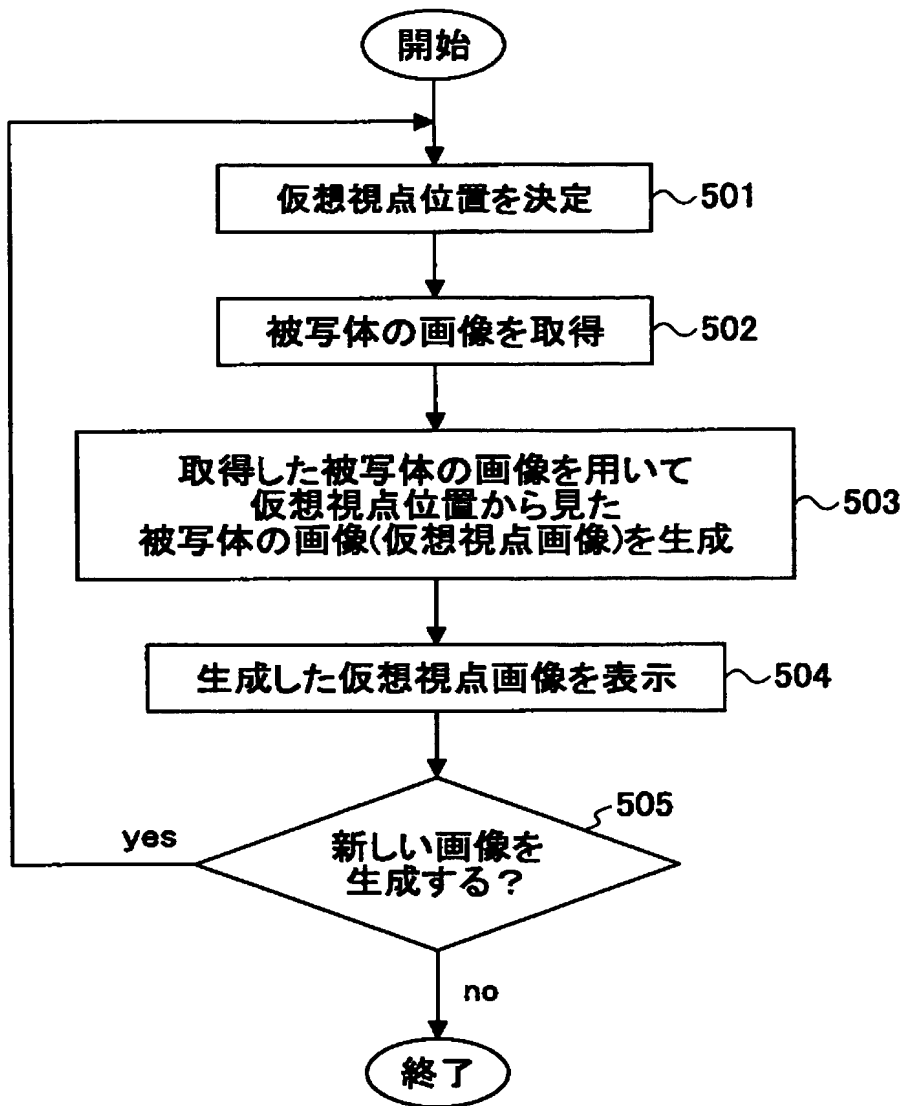 開始
仮想視点位置を決定
501
被写体の画像を取得
502
取得した被写体の画像を用いて
仮想視点位置から見た
被写体の画像(仮想視点画像)を生成
503
生成した仮想視点画像を表示
504
505
新しい画像を
生成する?
yes
no
終了